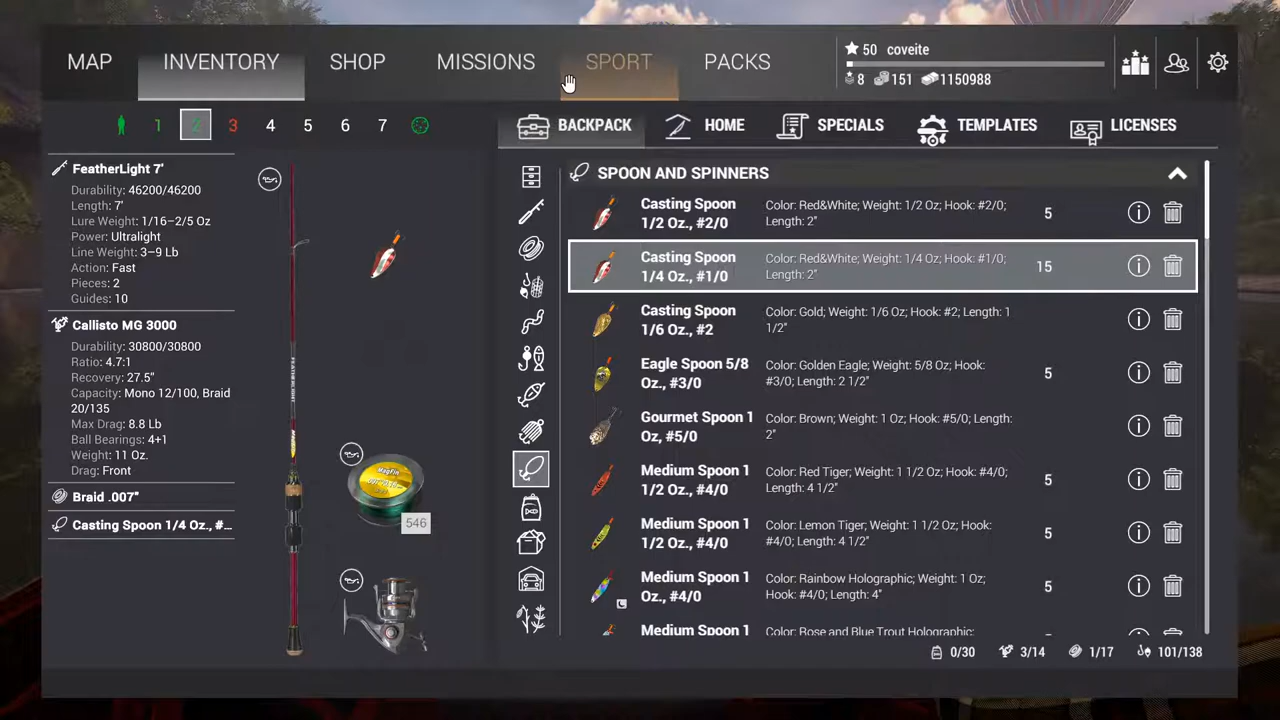 MAP
INVENTORY
SHOP
MISSIONS
SPORT
PACKS
50 coveite
8 151 1150988
1 2 3 4 5 6 7
BACKPACK
HOME
SPECIALS
TEMPLATES
LICENSES
FeatherLight 7'
Durability: 46200/46200
Length: 7'
Lure Weight: 1/16–2/5 Oz
Power: Ultralight
Line Weight: 3–9 Lb
Action: Fast
Pieces: 2
Guides: 10
Callisto MG 3000
Durability: 30800/30800
Ratio: 4.7:1
Recovery: 27.5"
Capacity: Mono 12/100, Braid
20/135
Max Drag: 8.8 Lb
Ball Bearings: 4+1
Weight: 11 Oz.
Drag: Front
Braid .007"
Casting Spoon 1/4 Oz., #...
FEATHERLIGHT
MagFin
546
SPOON AND SPINNERS
Casting Spoon
1/2 Oz., #2/0
Color: Red&White; Weight: 1/2 Oz; Hook: #2/0;
Length: 2"
5
Casting Spoon
1/4 Oz., #1/0
Color: Red&White; Weight: 1/4 Oz; Hook: #1/0;
Length: 2"
15
Casting Spoon
1/6 Oz., #2
Color: Gold; Weight: 1/6 Oz; Hook: #2; Length: 1
1/2"
Eagle Spoon 5/8
Oz., #3/0
Color: Golden Eagle; Weight: 5/8 Oz; Hook:
#3/0; Length: 2 1/2"
5
Gourmet Spoon 1
Oz, #5/0
Color: Brown; Weight: 1 Oz; Hook: #5/0; Length:
2"
Medium Spoon 1
1/2 Oz., #4/0
Color: Red Tiger; Weight: 1 1/2 Oz; Hook: #4/0;
Length: 4 1/2"
5
Medium Spoon 1
1/2 Oz., #4/0
Color: Lemon Tiger; Weight: 1 1/2 Oz; Hook:
#4/0; Length: 4 1/2"
5
Medium Spoon 1
Oz., #4/0
Color: Rainbow Holographic; Weight: 1 Oz;
Hook: #4/0; Length: 4"
5
Medium Spoon 1
Color: Rose and Blue Trout Holographic;
0/30
3/14
1/17
101/138